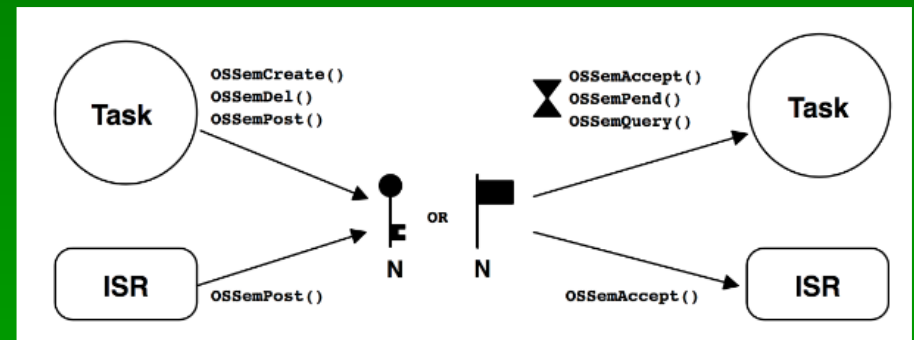 OSSemCreate()
OSSemDel()
OSSemPost()
Task
OSSemAccept()
OSSemPend()
OSSemQuery()
Task
OR
N
N
ISR
OSSemPost()
OSSemAccept()
ISR